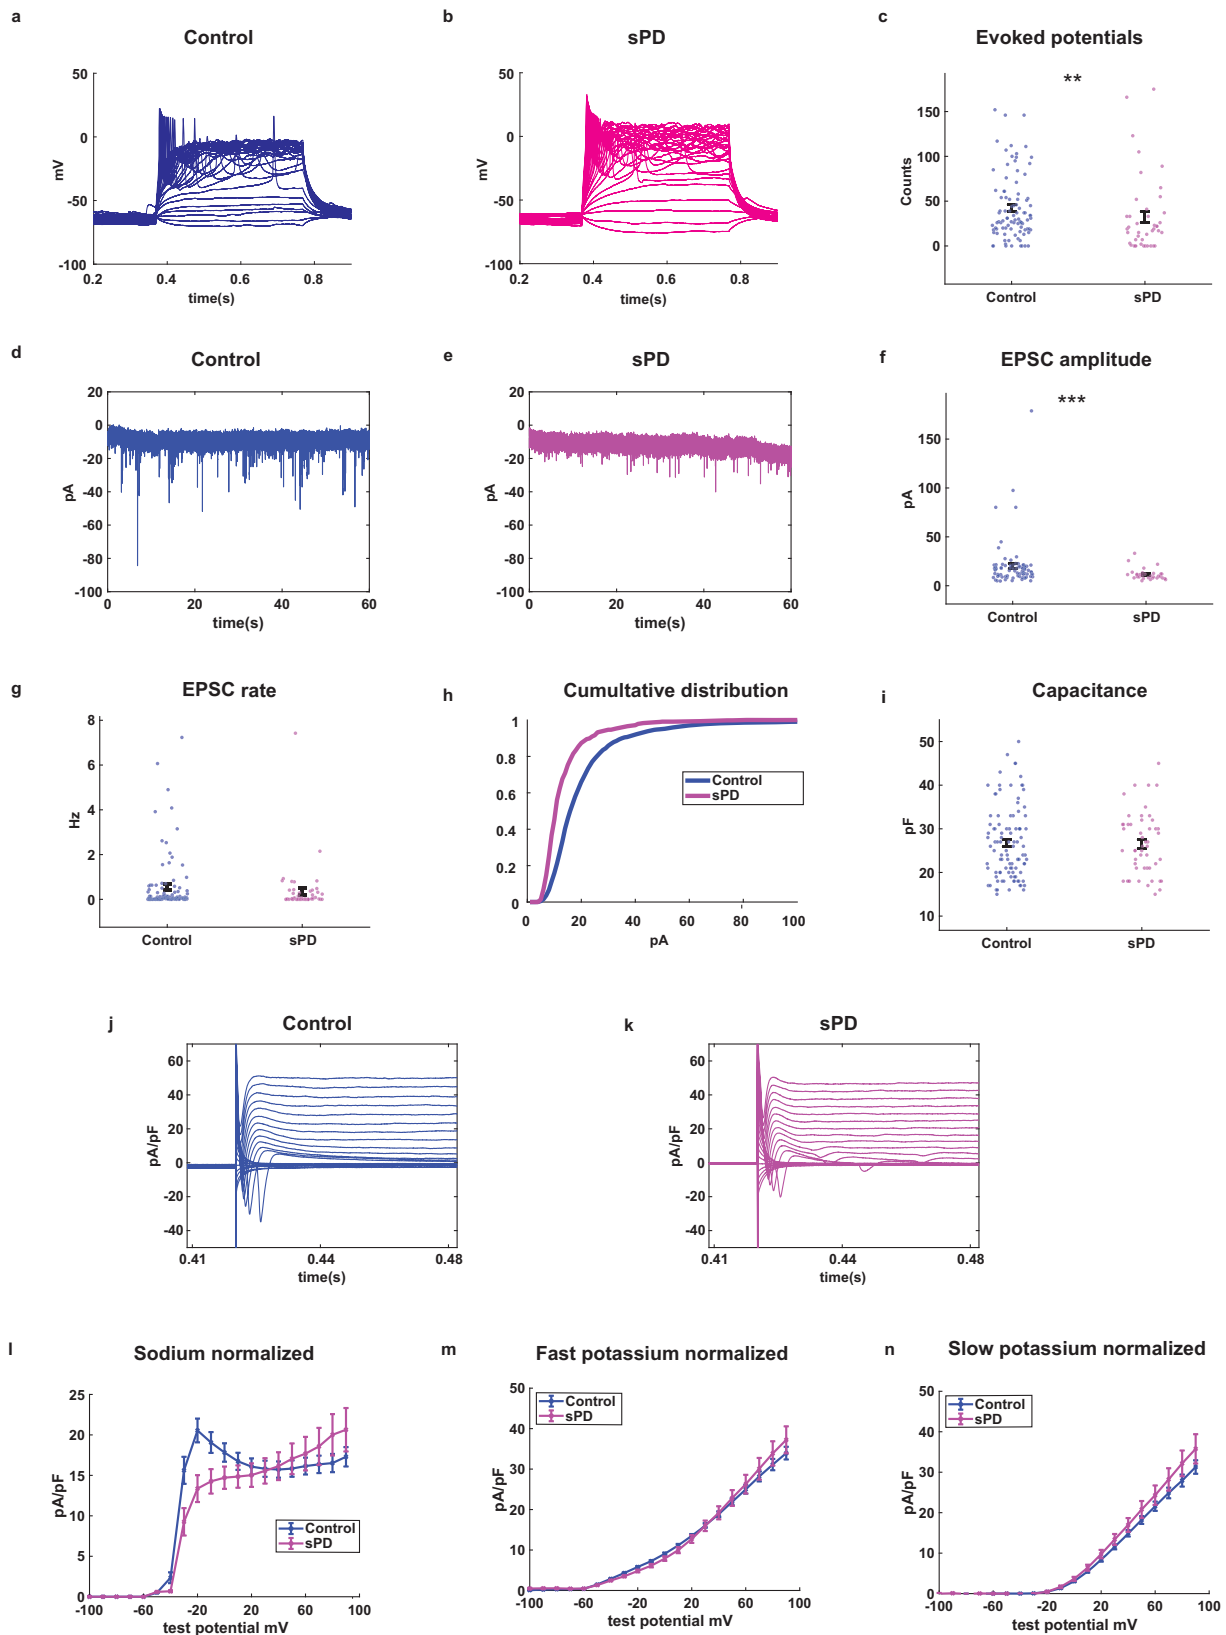 a
Control
50
0
-50
-100
mV
0.2 0.4 0.6 0.8
time(s)
b
sPD
50
0
-50
-100
mV
0.2 0.4 0.6 0.8
time(s)
c
Evoked potentials
**
150
100
50
0
Counts
Control sPD
d
Control
20
0
-20
-40
-60
-80
-100
pA
0 20 40 60
time(s)
e
sPD
20
0
-20
-40
-60
-80
-100
pA
0 20 40 60
time(s)
f
EPSC amplitude
***
150
100
50
0
pA
Control sPD
g
EPSC rate
8
6
4
2
0
Hz
Control sPD
h
Cumultative distribution
1
0.8
0.6
0.4
0.2
0
Control
sPD
0 20 40 60 80 100
pA
i
Capacitance
50
40
30
20
10
pF
Control sPD
j
Control
60
40
20
0
-20
-40
pA/pF
0.41 0.44 0.48
time(s)
k
sPD
60
40
20
0
-20
-40
pA/pF
0.41 0.44 0.48
time(s)
l
Sodium normalized
25
20
15
10
5
0
pA/pF
Control
sPD
-100 -60 -20 20 60 100
test potential mV
m
Fast potassium normalized
50
40
30
20
10
0
pA/pF
Control
sPD
-100 -60 -20 20 60 100
test potential mV
n
Slow potassium normalized
50
40
30
20
10
0
pA/pF
Control
sPD
-100 -60 -20 20 60 100
test potential mV